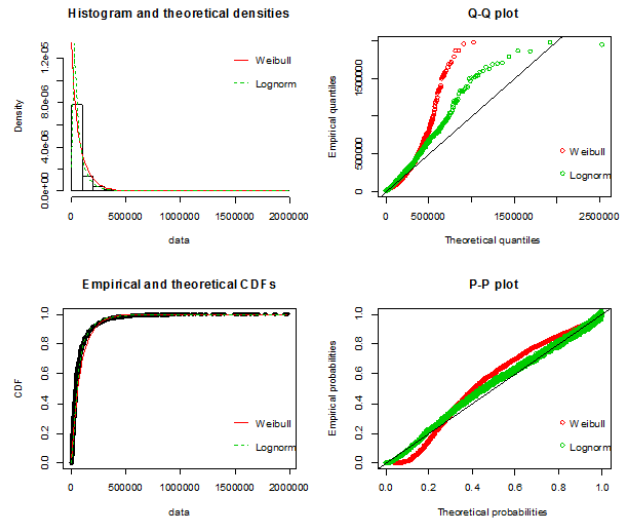 Histogram and theoretical densities
Density
0.0e+00
4.0e-06
8.0e-06
1.2e-05
Weibull
Lognorm
0
500000
1000000
1500000
2000000
data
Q-Q plot
Empirical quantiles
0
500000
1500000
Weibull
Lognorm
0
500000
1500000
2500000
Theoretical quantiles
Empirical and theoretical CDFs
CDF
0.0
0.2
0.4
0.6
0.8
1.0
Weibull
Lognorm
0
500000
1000000
1500000
2000000
data
P-P plot
Empirical probabilities
0.0
0.2
0.4
0.6
0.8
1.0
Weibull
Lognorm
0.0
0.2
0.4
0.6
0.8
1.0
Theoretical probabilities